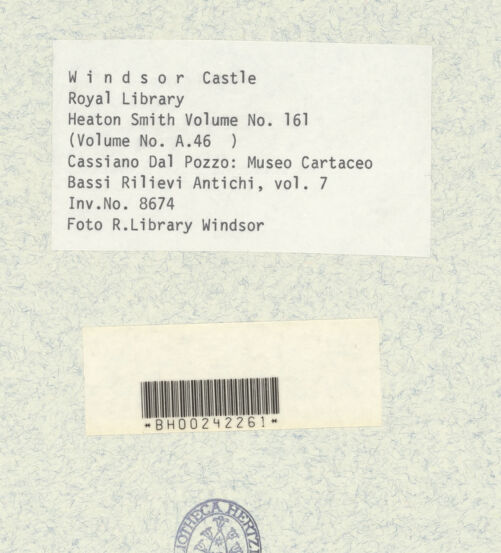 W i n d s o r Castle
Royal Library
Heaton Smith Volume No. 161
(Volume No. A.46 )
Cassiano Dal Pozzo: Museo Cartaceo
Bassi Rilievi Antichi, vol. 7
Inv.No. 8674
Foto R.Library Windsor
*BH00242261*